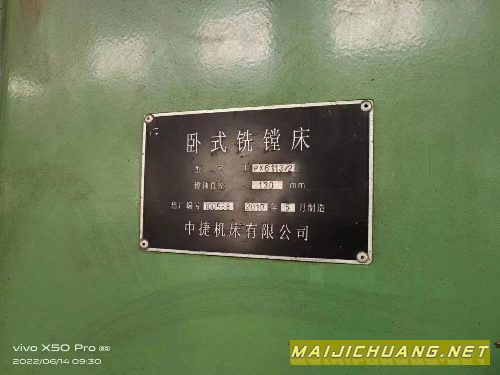 卧式铣镗床
型号 T PX6113/2
镗轴直径 130 mm
出厂编号 2010 年 5 月制造
中捷机床有限公司
vivo X50 Pro
2022/06/14 09:30
MAIJICHUANG.NET